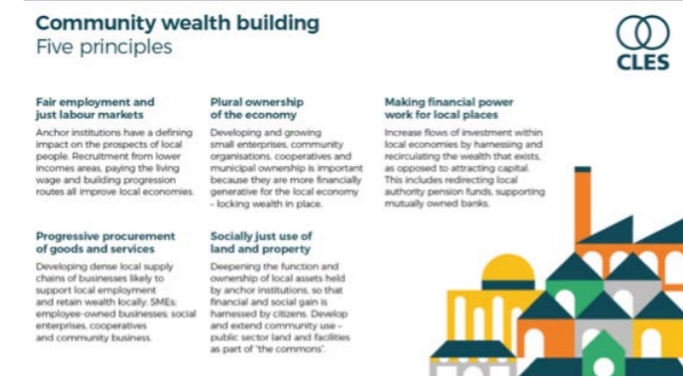 Community wealth building
Five principles
CLES
Fair employment and
just labour markets
Anchor institutions have a defining
impact on the prospects of local
people. Recruitment from lower
incomes areas, paying the living
wage and building progression
routes all improve local economies.
Plural ownership
of the economy
Developing and growing
small enterprises, community
organisations, cooperatives and
municipal ownership is important
because they are more financially
generative for the local economy
– locking wealth in place.
Making financial power
work for local places
Increase flows of investment within
local economies by harnessing and
recirculating the wealth that exists,
as opposed to attracting capital.
This includes redirecting local
authority pension funds, supporting
mutually owned banks.
Progressive procurement
of goods and services
Developing dense local supply
chains of businesses likely to
support local employment
and retain wealth locally: SMEs;
employee-owned businesses; social
enterprises, cooperatives
and community business.
Socially just use of
land and property
Deepening the function and
ownership of local assets held
by anchor institutions, so that
financial and social gain is
harnessed by citizens. Develop
and extend community use –
public sector land and facilities
as part of "the commons".